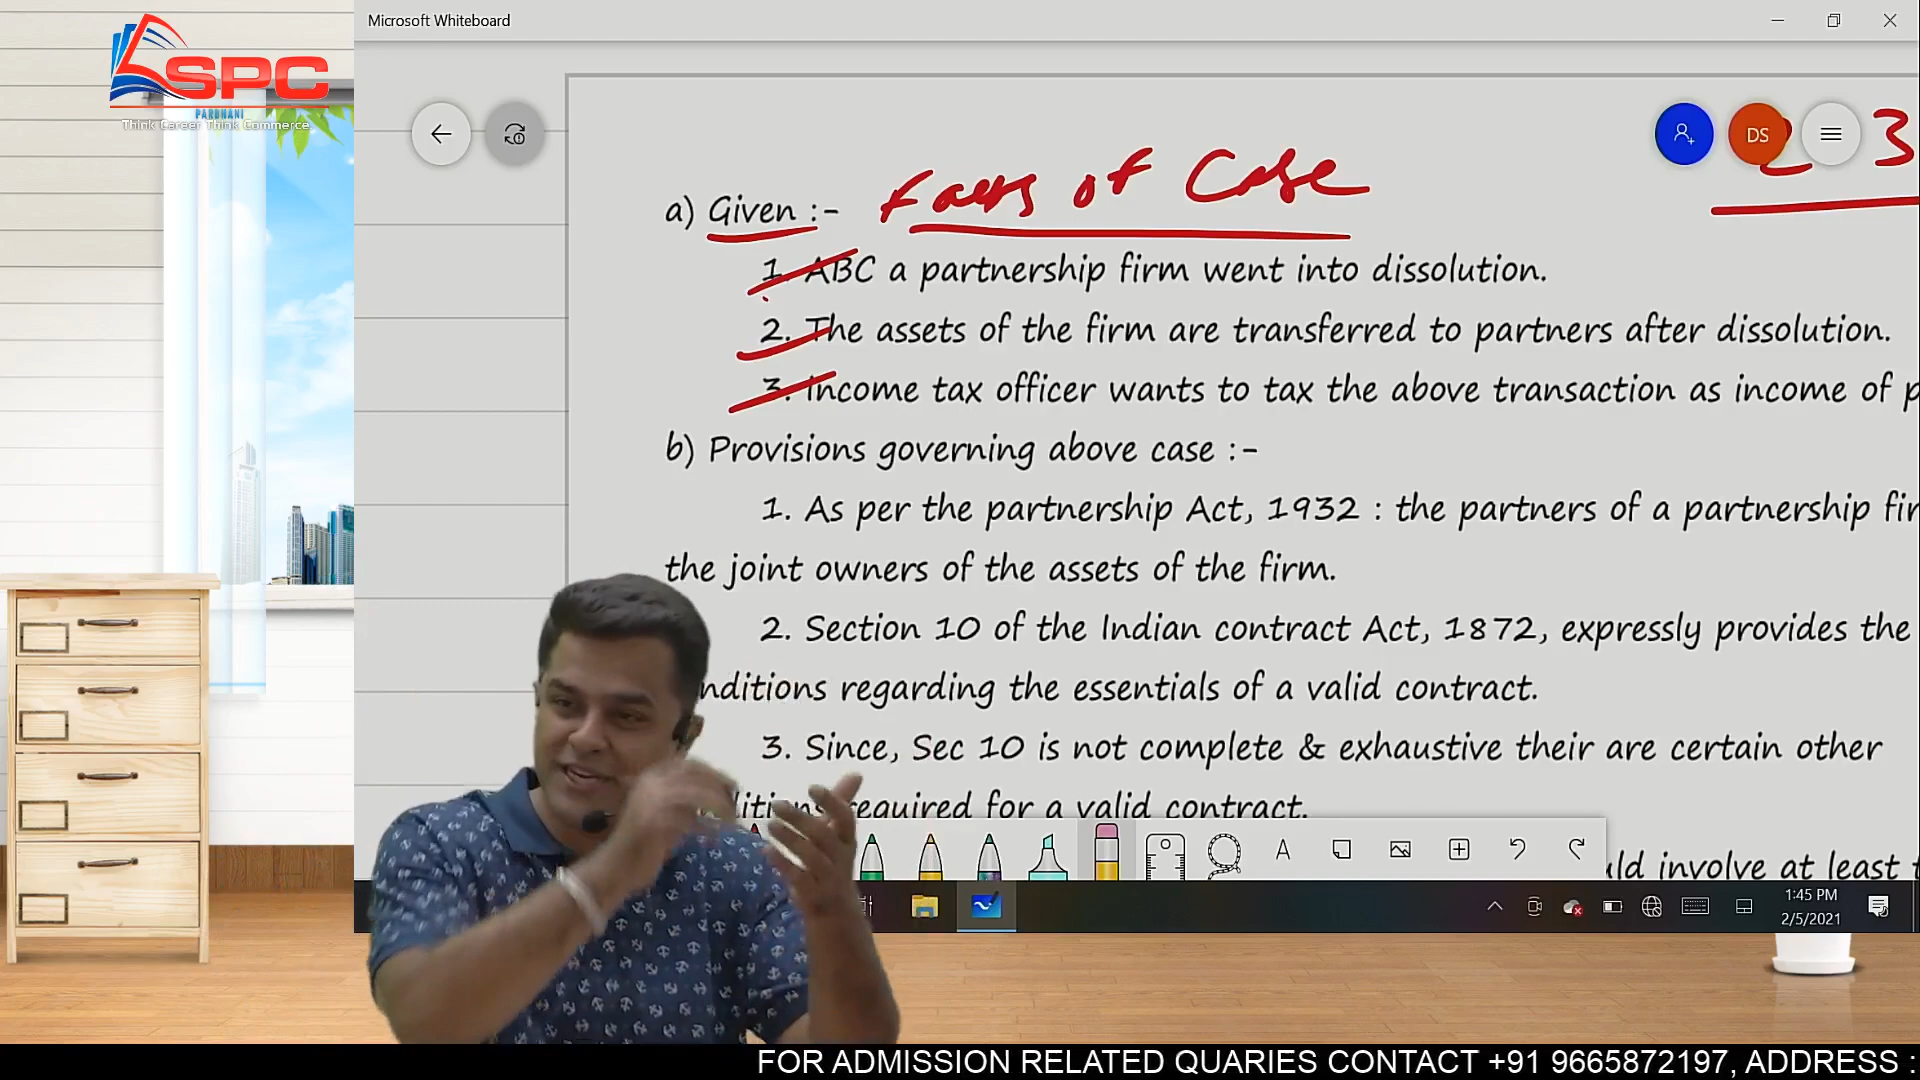 Microsoft Whiteboard
SPC
PARDHANI
Think Career Think Commerce.
DS
2 3
a) Given :- Facts of Case
1. ABC a partnership firm went into dissolution.
2. The assets of the firm are transferred to partners after dissolution.
3. Income tax officer wants to tax the above transaction as income of p
b) Provisions governing above case :-
1. As per the partnership Act, 1932 : the partners of a partnership fir
the joint owners of the assets of the firm.
2. Section 10 of the Indian contract Act, 1872, expressly provides the
nditions regarding the essentials of a valid contract.
3. Since, Sec 10 is not complete & exhaustive their are certain other
ditions required for a valid contract.
uld involve at least t
A
1:45 PM
2/5/2021
FOR ADMISSION RELATED QUARIES CONTACT +91 9665872197, ADDRESS :